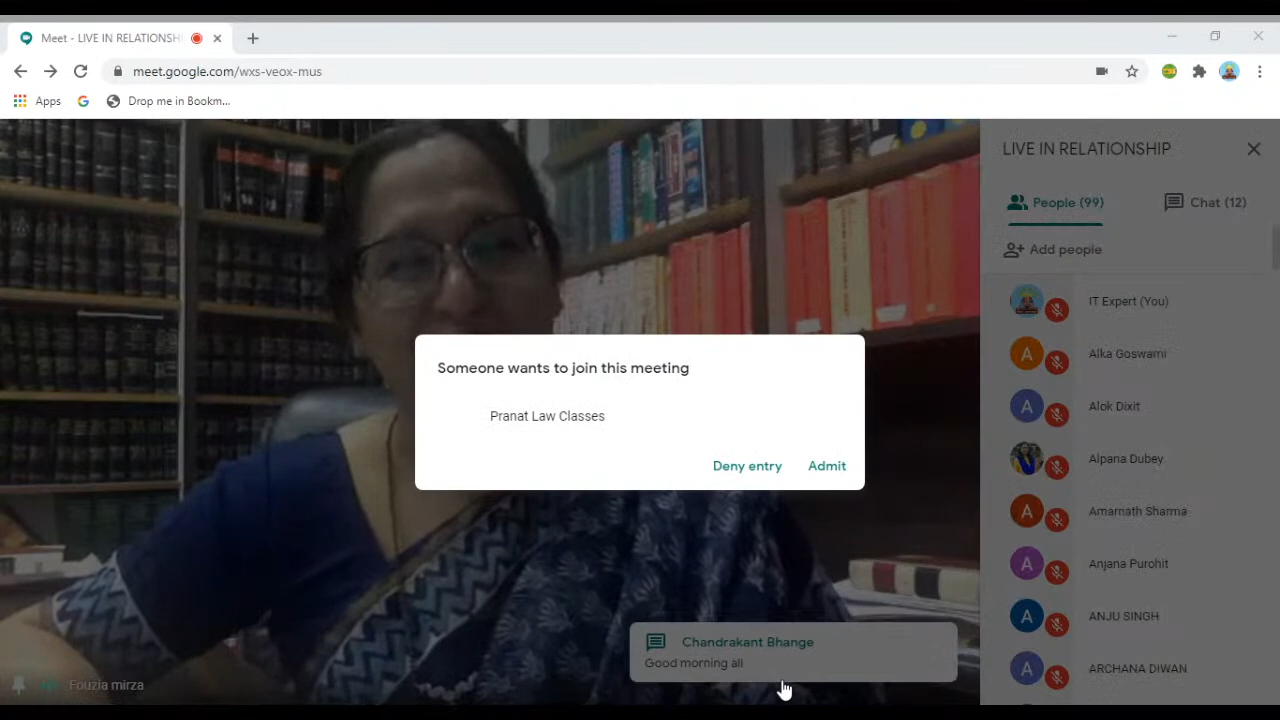 Meet - LIVE IN RELATIONSH
meet.google.com/wxs-veox-mus
Apps
Drop me in Bookm...
LIVE IN RELATIONSHIP
People (99)
Chat (12)
Add people
IT Expert (You)
Alka Goswami
Alok Dixit
Alpana Dubey
Amarnath Sharma
Anjana Purohit
ANJU SINGH
ARCHANA DIWAN
A
A
A
A
A
A
Someone wants to join this meeting
Pranat Law Classes
Deny entry
Admit
Chandrakant Bhange
Good morning all
Fouzia mirza